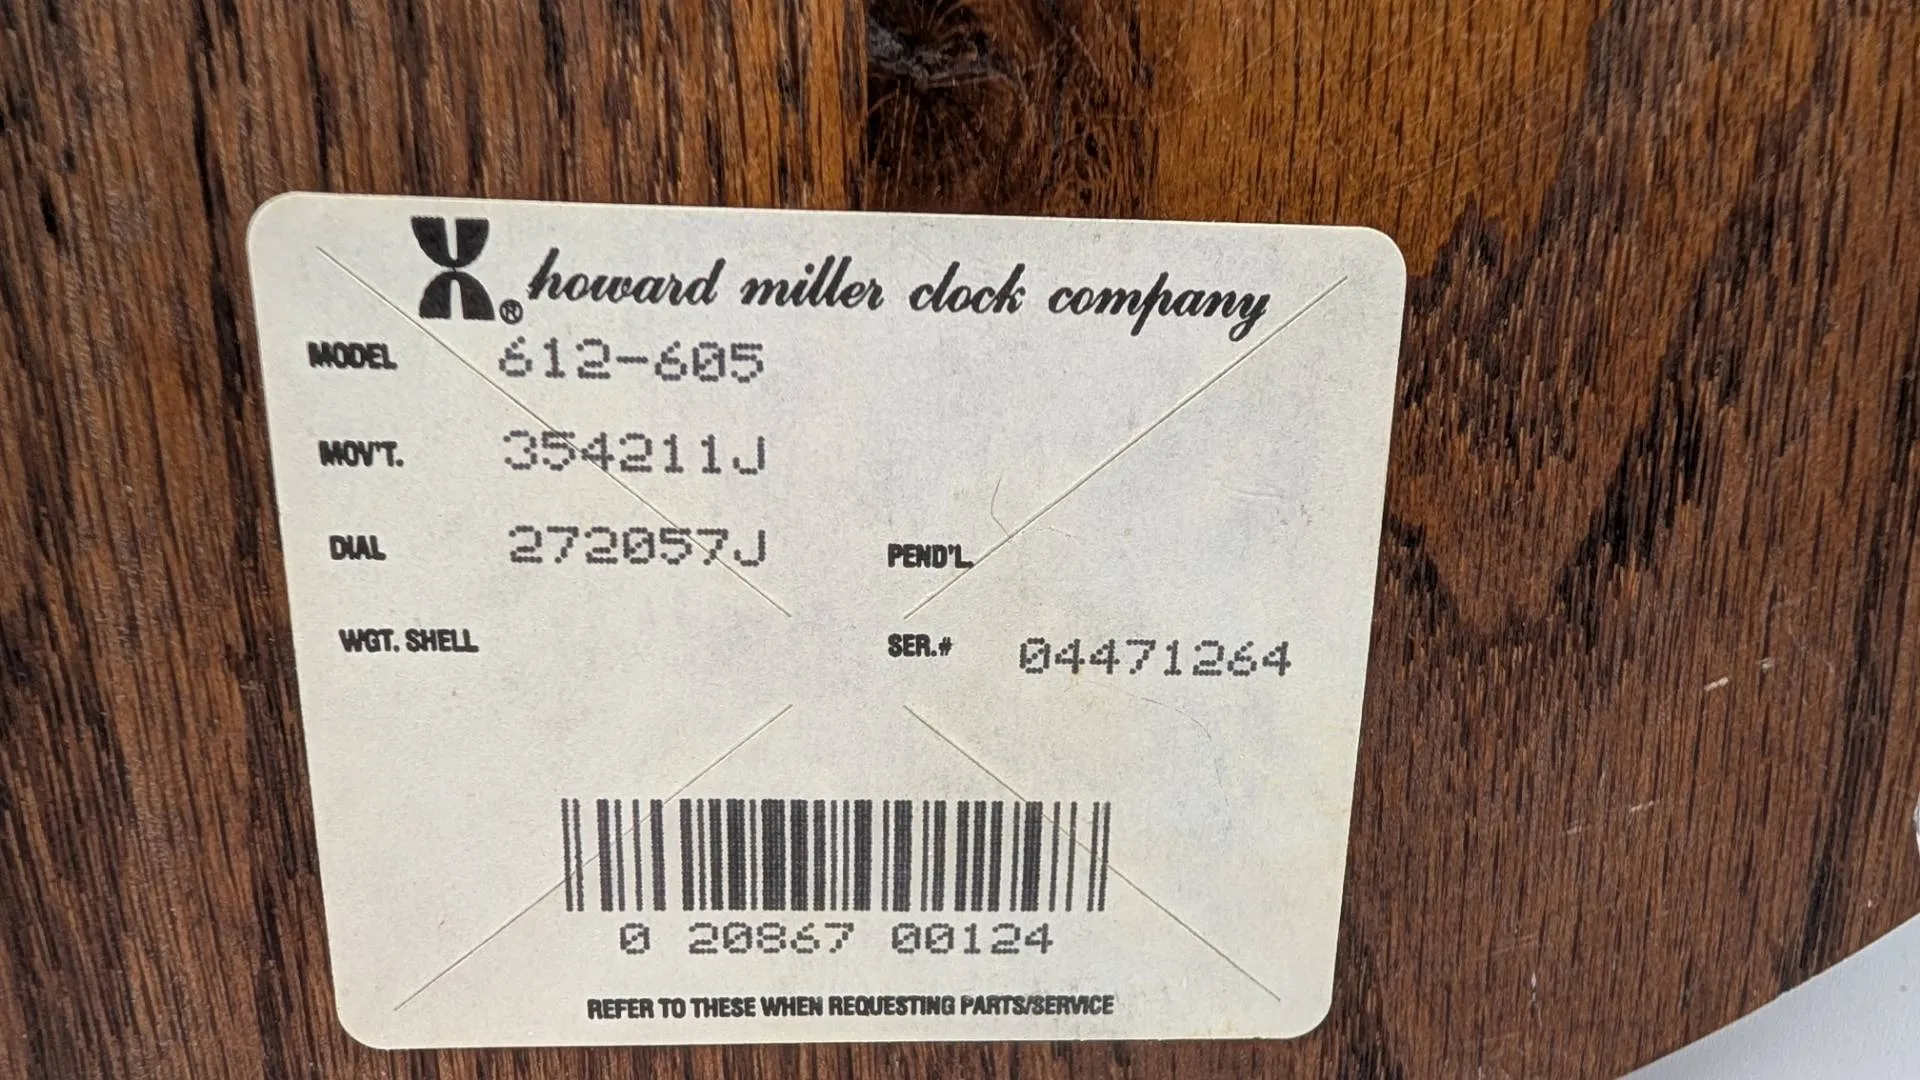 ® howard miller clock company
MODEL 612-605
MOV'T. 354211J
DIAL 272057J PEND'L.
WGT. SHELL SER.# 04471264
0 20867 00124
REFER TO THESE WHEN REQUESTING PARTS/SERVICE